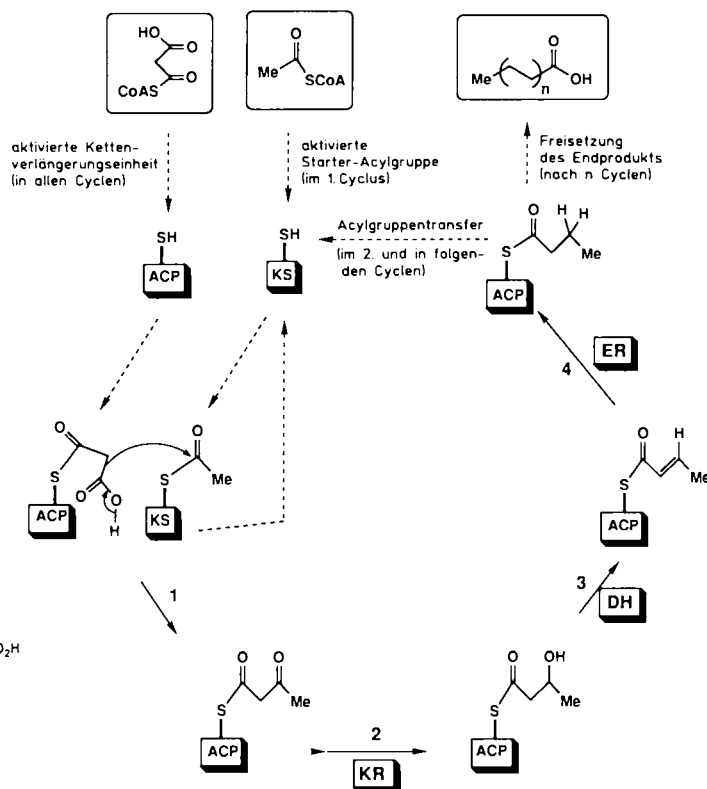 HO
O
O
CoAS
O
Me
SCoA
O
Me
OH
n
aktivierte Ketten-
verlängerungseinheit
(in allen Cyclen)
aktivierte
Starter-Acylgruppe
(im 1. Cyclus)
Freisetzung
des Endprodukts
(nach n Cyclen)
SH
ACP
SH
KS
Acylgruppentransfer
(im 2. und in folgen-
den Cyclen)
O
H H
S
Me
ACP
ER
4
O
S
O
O
H
ACP
O
S
Me
KS
O
H
S
Me
ACP
3
DH
1
O₂H
O O
S
Me
ACP
2
KR
O
OH
S
Me
ACP